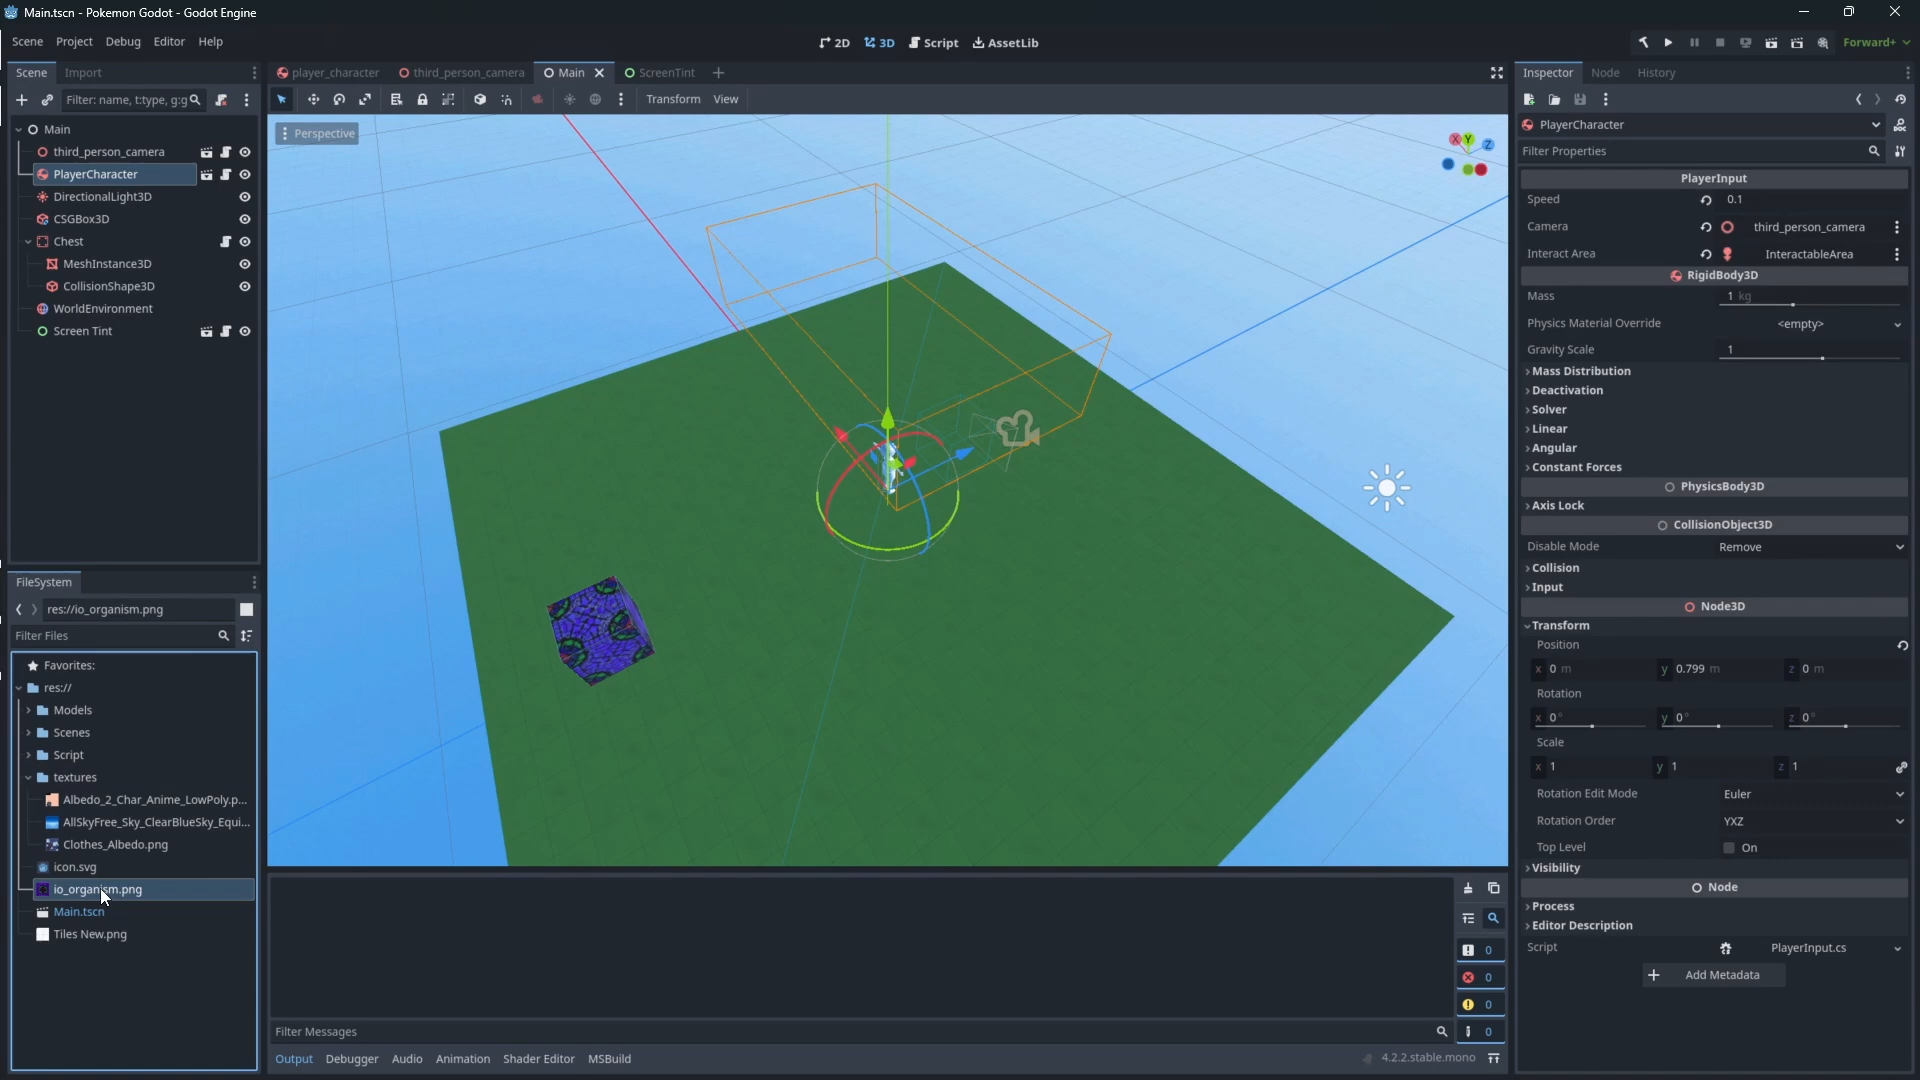 Main.tscn - Pokemon Godot - Godot Engine
Scene Project Debug Editor Help
2D 3D Script AssetLib
Forward+
Scene Import
player_character third_person_camera Main ScreenTint
Inspector Node History
Filter: name, t:type, g:g
Transform View
PlayerCharacter
Main
Perspective
X Y Z
Filter Properties
third_person_camera
PlayerCharacter
DirectionalLight3D
CSGBox3D
Chest
MeshInstance3D
CollisionShape3D
WorldEnvironment
Screen Tint
PlayerInput
Speed 0.1
Camera third_person_camera
Interact Area InteractableArea
RigidBody3D
Mass 1 kg
Physics Material Override <empty>
Gravity Scale 1
Mass Distribution
Deactivation
Solver
Linear
Angular
Constant Forces
PhysicsBody3D
Axis Lock
CollisionObject3D
Disable Mode Remove
Collision
Input
Node3D
Transform
Position
x 0 m y 0.799 m z 0 m
Rotation
x 0° y 0° z 0°
Scale
x 1 y 1 z 1
Rotation Edit Mode Euler
Rotation Order YXZ
Top Level On
Visibility
Node
Process
Editor Description
Script PlayerInput.cs
Add Metadata
FileSystem
res://io_organism.png
Filter Files
Favorites:
res://
Models
Scenes
Script
textures
Albedo_2_Char_Anime_LowPoly.p...
AllSkyFree_Sky_ClearBlueSky_Equi...
Clothes_Albedo.png
icon.svg
io_organism.png
Main.tscn
Tiles New.png
0
0
0
0
Filter Messages
Output Debugger Audio Animation Shader Editor MSBuild
4.2.2.stable.mono